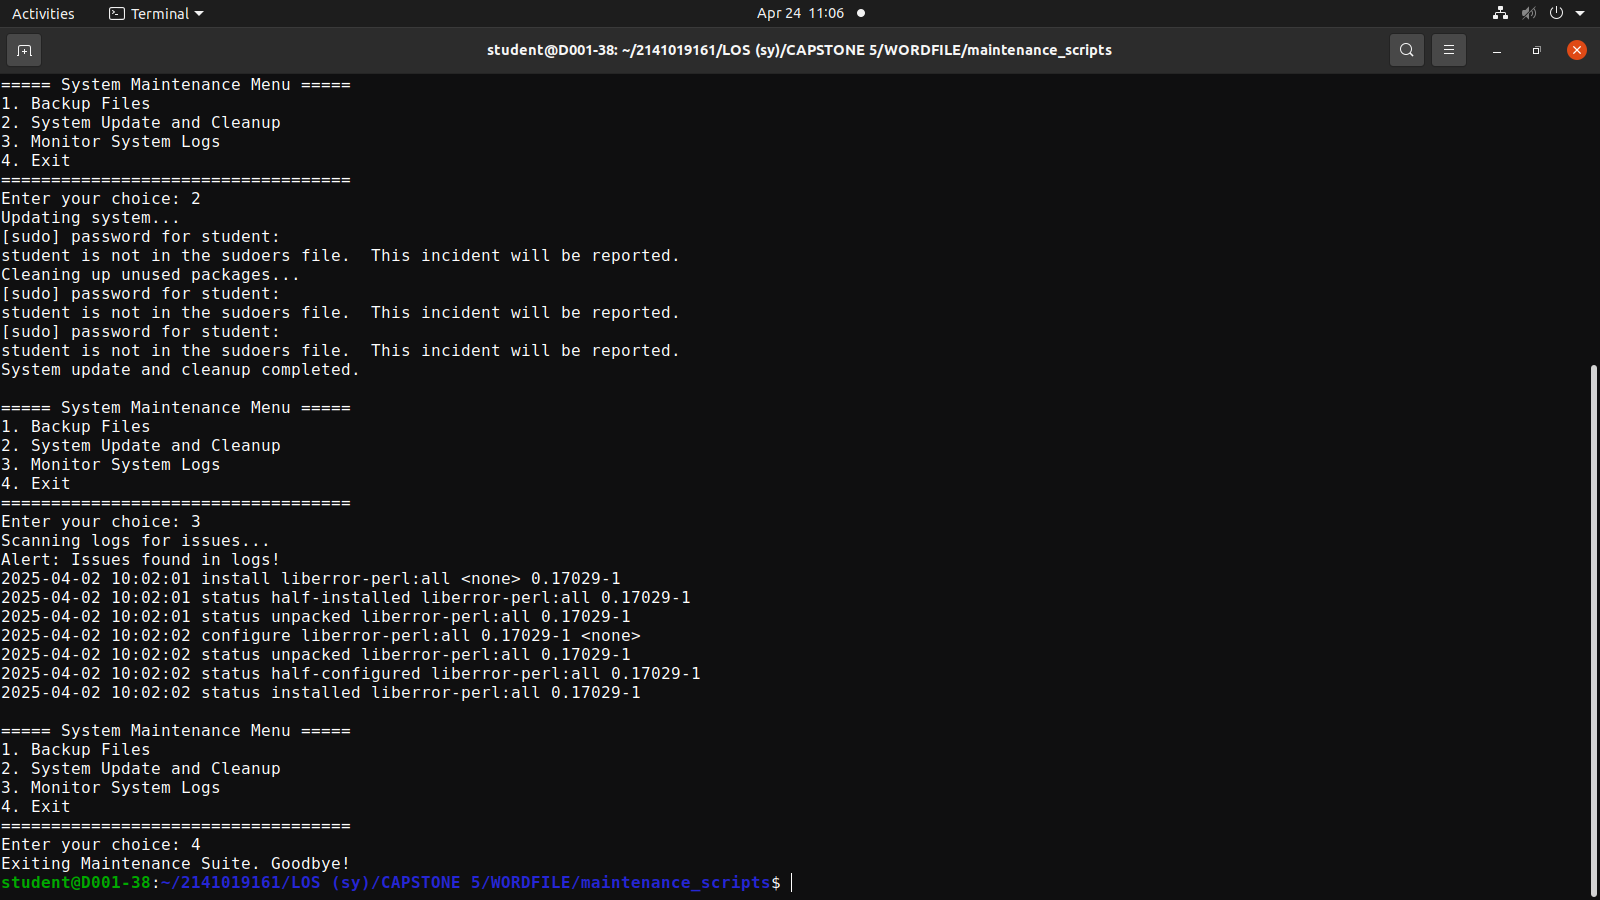 Activities Terminal Apr 24 11:06
student@D001-38: ~/2141019161/LOS (sy)/CAPSTONE 5/WORDFILE/maintenance_scripts
===== System Maintenance Menu =====
1. Backup Files
2. System Update and Cleanup
3. Monitor System Logs
4. Exit
===================================
Enter your choice: 2
Updating system...
[sudo] password for student:
student is not in the sudoers file.  This incident will be reported.
Cleaning up unused packages...
[sudo] password for student:
student is not in the sudoers file.  This incident will be reported.
[sudo] password for student:
student is not in the sudoers file.  This incident will be reported.
System update and cleanup completed.
===== System Maintenance Menu =====
1. Backup Files
2. System Update and Cleanup
3. Monitor System Logs
4. Exit
===================================
Enter your choice: 3
Scanning logs for issues...
Alert: Issues found in logs!
2025-04-02 10:02:01 install liberror-perl:all <none> 0.17029-1
2025-04-02 10:02:01 status half-installed liberror-perl:all 0.17029-1
2025-04-02 10:02:01 status unpacked liberror-perl:all 0.17029-1
2025-04-02 10:02:02 configure liberror-perl:all 0.17029-1 <none>
2025-04-02 10:02:02 status unpacked liberror-perl:all 0.17029-1
2025-04-02 10:02:02 status half-configured liberror-perl:all 0.17029-1
2025-04-02 10:02:02 status installed liberror-perl:all 0.17029-1
===== System Maintenance Menu =====
1. Backup Files
2. System Update and Cleanup
3. Monitor System Logs
4. Exit
===================================
Enter your choice: 4
Exiting Maintenance Suite. Goodbye!
student@D001-38:~/2141019161/LOS (sy)/CAPSTONE 5/WORDFILE/maintenance_scripts$